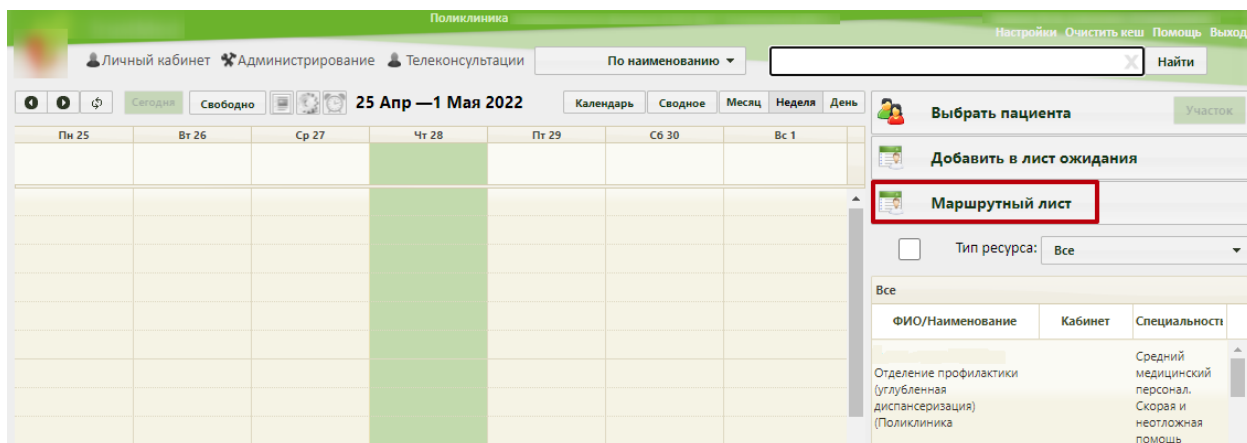 Поликлиника
Настройки Очистить кеш Помощь Выход
Личный кабинет Администрирование Телеконсультации По наименованию Найти
Сегодня Свободно 25 Апр —1 Мая 2022 Календарь Сводное Месяц Неделя День
Выбрать пациента Участок
Пн 25 Вт 26 Ср 27 Чт 28 Пт 29 Сб 30 Вс 1
Добавить в лист ожидания
Маршрутный лист
Тип ресурса: Все
Все
ФИО/Наименование Кабинет Специальность
Средний
Отделение профилактики медицинский
(углубленная персонал.
диспансеризация) Скорая и
(Поликлиника неотложная
помощь